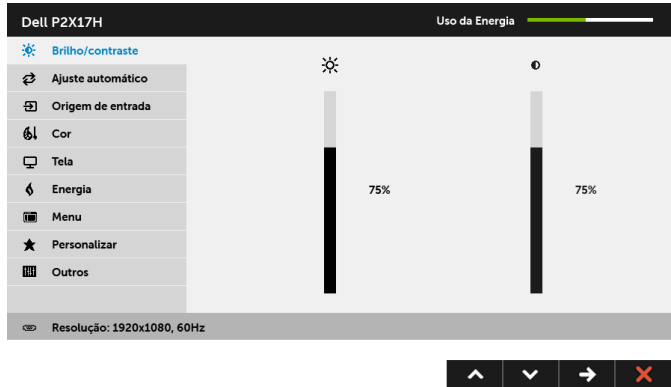 Dell P2X17H
Uso da Energia
Brilho/contraste
Ajuste automático
Origem de entrada
Cor
Tela
Energia
Menu
Personalizar
Outros
75%
75%
Resolução: 1920x1080, 60Hz